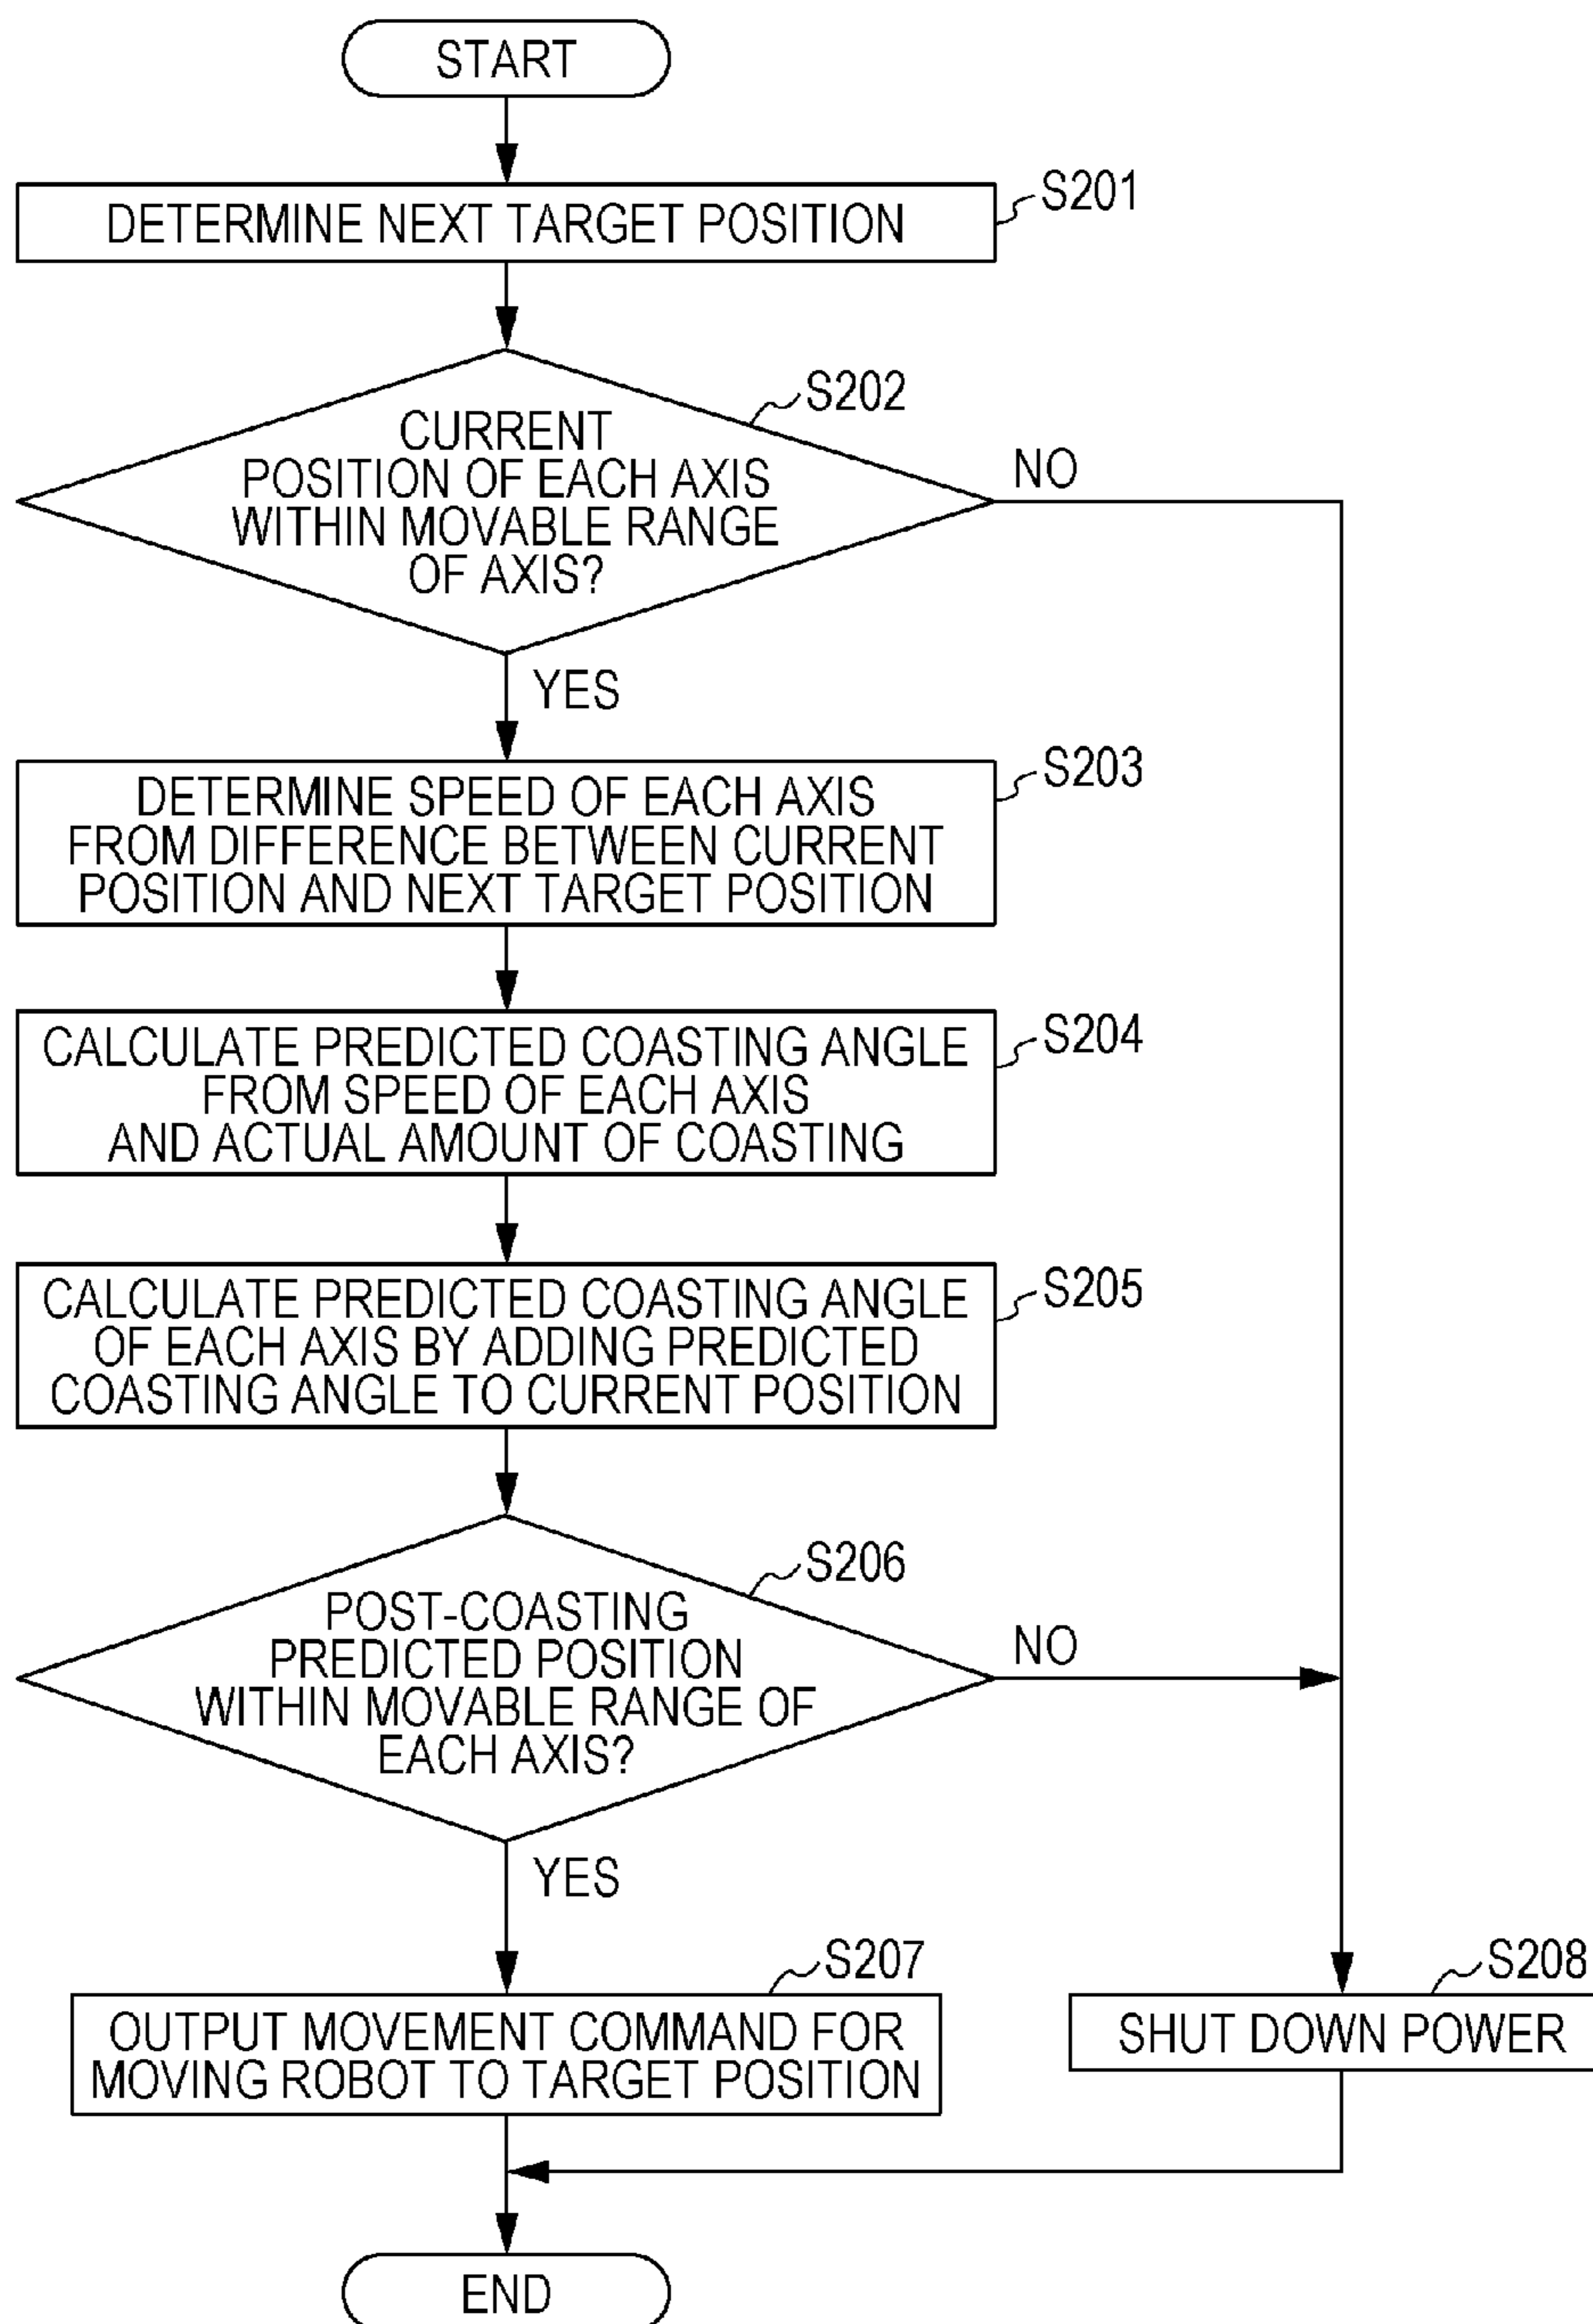 START
DETERMINE NEXT TARGET POSITION
S201
CURRENT
POSITION OF EACH AXIS
WITHIN MOVABLE RANGE
OF AXIS?
S202
NO
YES
DETERMINE SPEED OF EACH AXIS
FROM DIFFERENCE BETWEEN CURRENT
POSITION AND NEXT TARGET POSITION
S203
CALCULATE PREDICTED COASTING ANGLE
FROM SPEED OF EACH AXIS
AND ACTUAL AMOUNT OF COASTING
S204
CALCULATE PREDICTED COASTING ANGLE
OF EACH AXIS BY ADDING PREDICTED
COASTING ANGLE TO CURRENT POSITION
S205
POST-COASTING
PREDICTED POSITION
WITHIN MOVABLE RANGE OF
EACH AXIS?
S206
NO
YES
OUTPUT MOVEMENT COMMAND FOR
MOVING ROBOT TO TARGET POSITION
S207
SHUT DOWN POWER
S208
END